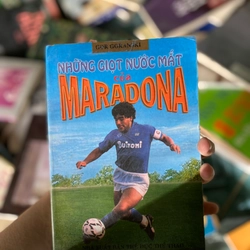 NHỮNG GIỌT NƯỚC MẮT
CỦA
MARADONA
Buitoni